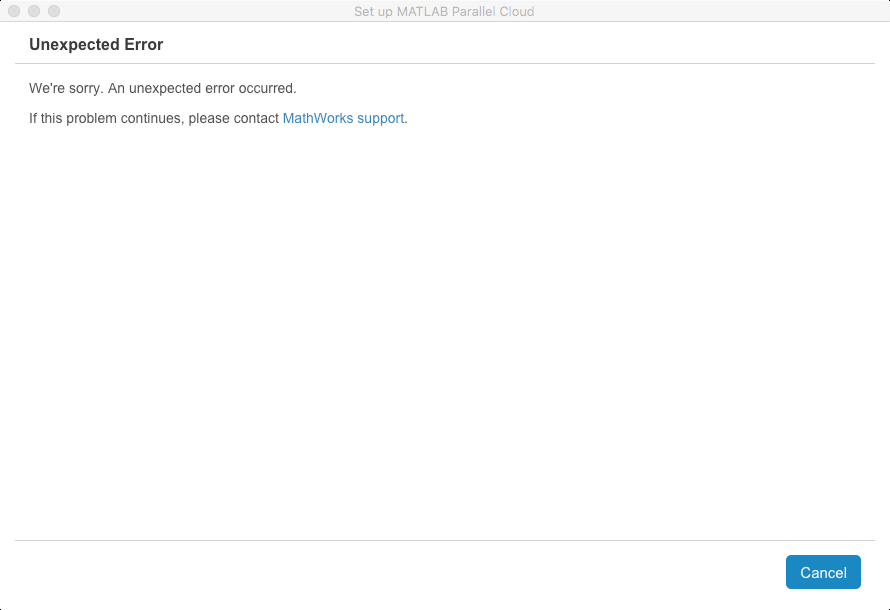 Set up MATLAB Parallel Cloud
Unexpected Error
We're sorry. An unexpected error occurred.
If this problem continues, please contact MathWorks support.
Cancel